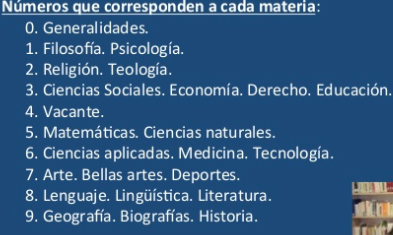 Números que corresponden a cada materia:
0. Generalidades.
1. Filosofía. Psicología.
2. Religión. Teología.
3. Ciencias Sociales. Economía. Derecho. Educación.
4. Vacante.
5. Matemáticas. Ciencias naturales.
6. Ciencias aplicadas. Medicina. Tecnología.
7. Arte. Bellas artes. Deportes.
8. Lenguaje. Lingüística. Literatura.
9. Geografía. Biografías. Historia.